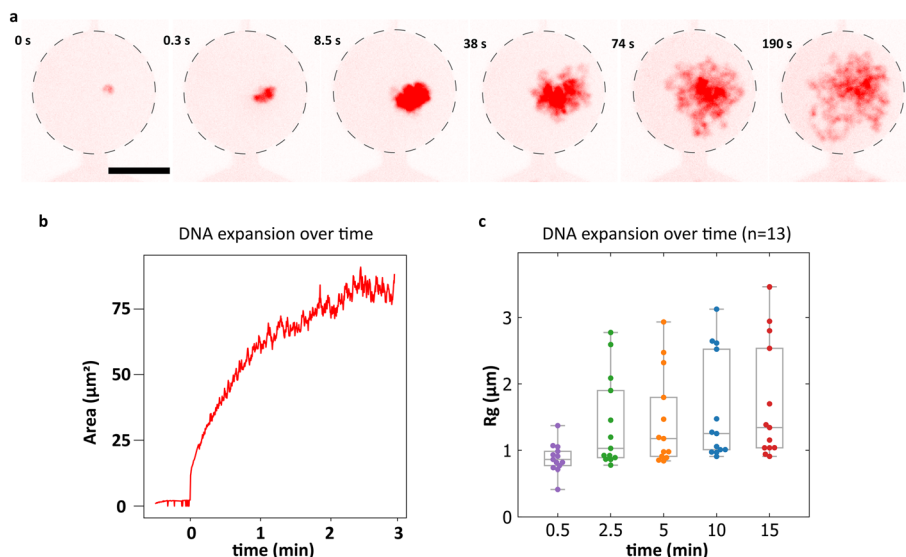 a
0 s
0.3 s
8.5 s
38 s
74 s
190 s
b
DNA expansion over time
Area (µm²)
75
50
25
0
0
1
2
3
time (min)
c
DNA expansion over time (n=13)
Rg (µm)
3
2
1
0
0.5
2.5
5
10
15
time (min)